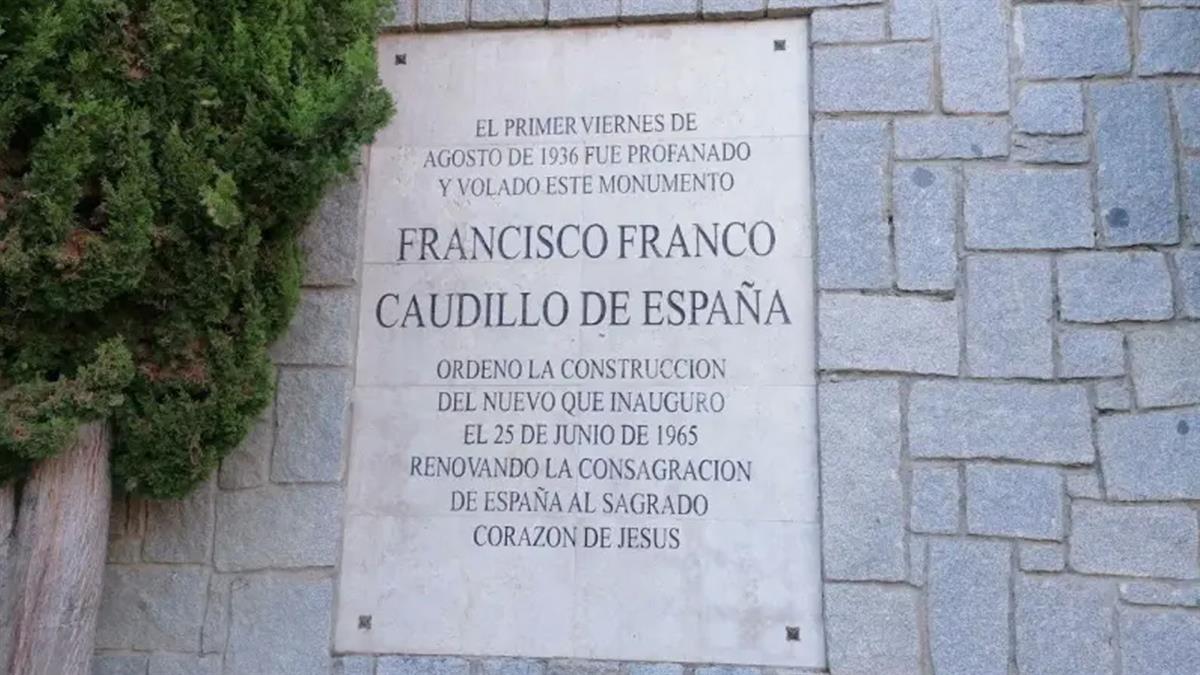 EL PRIMER VIERNES DE
AGOSTO DE 1936 FUE PROFANADO
Y VOLADO ESTE MONUMENTO
FRANCISCO FRANCO
CAUDILLO DE ESPAÑA
ORDENO LA CONSTRUCCION
DEL NUEVO QUE INAUGURO
EL 25 DE JUNIO DE 1965
RENOVANDO LA CONSAGRACION
DE ESPAÑA AL SAGRADO
CORAZON DE JESUS